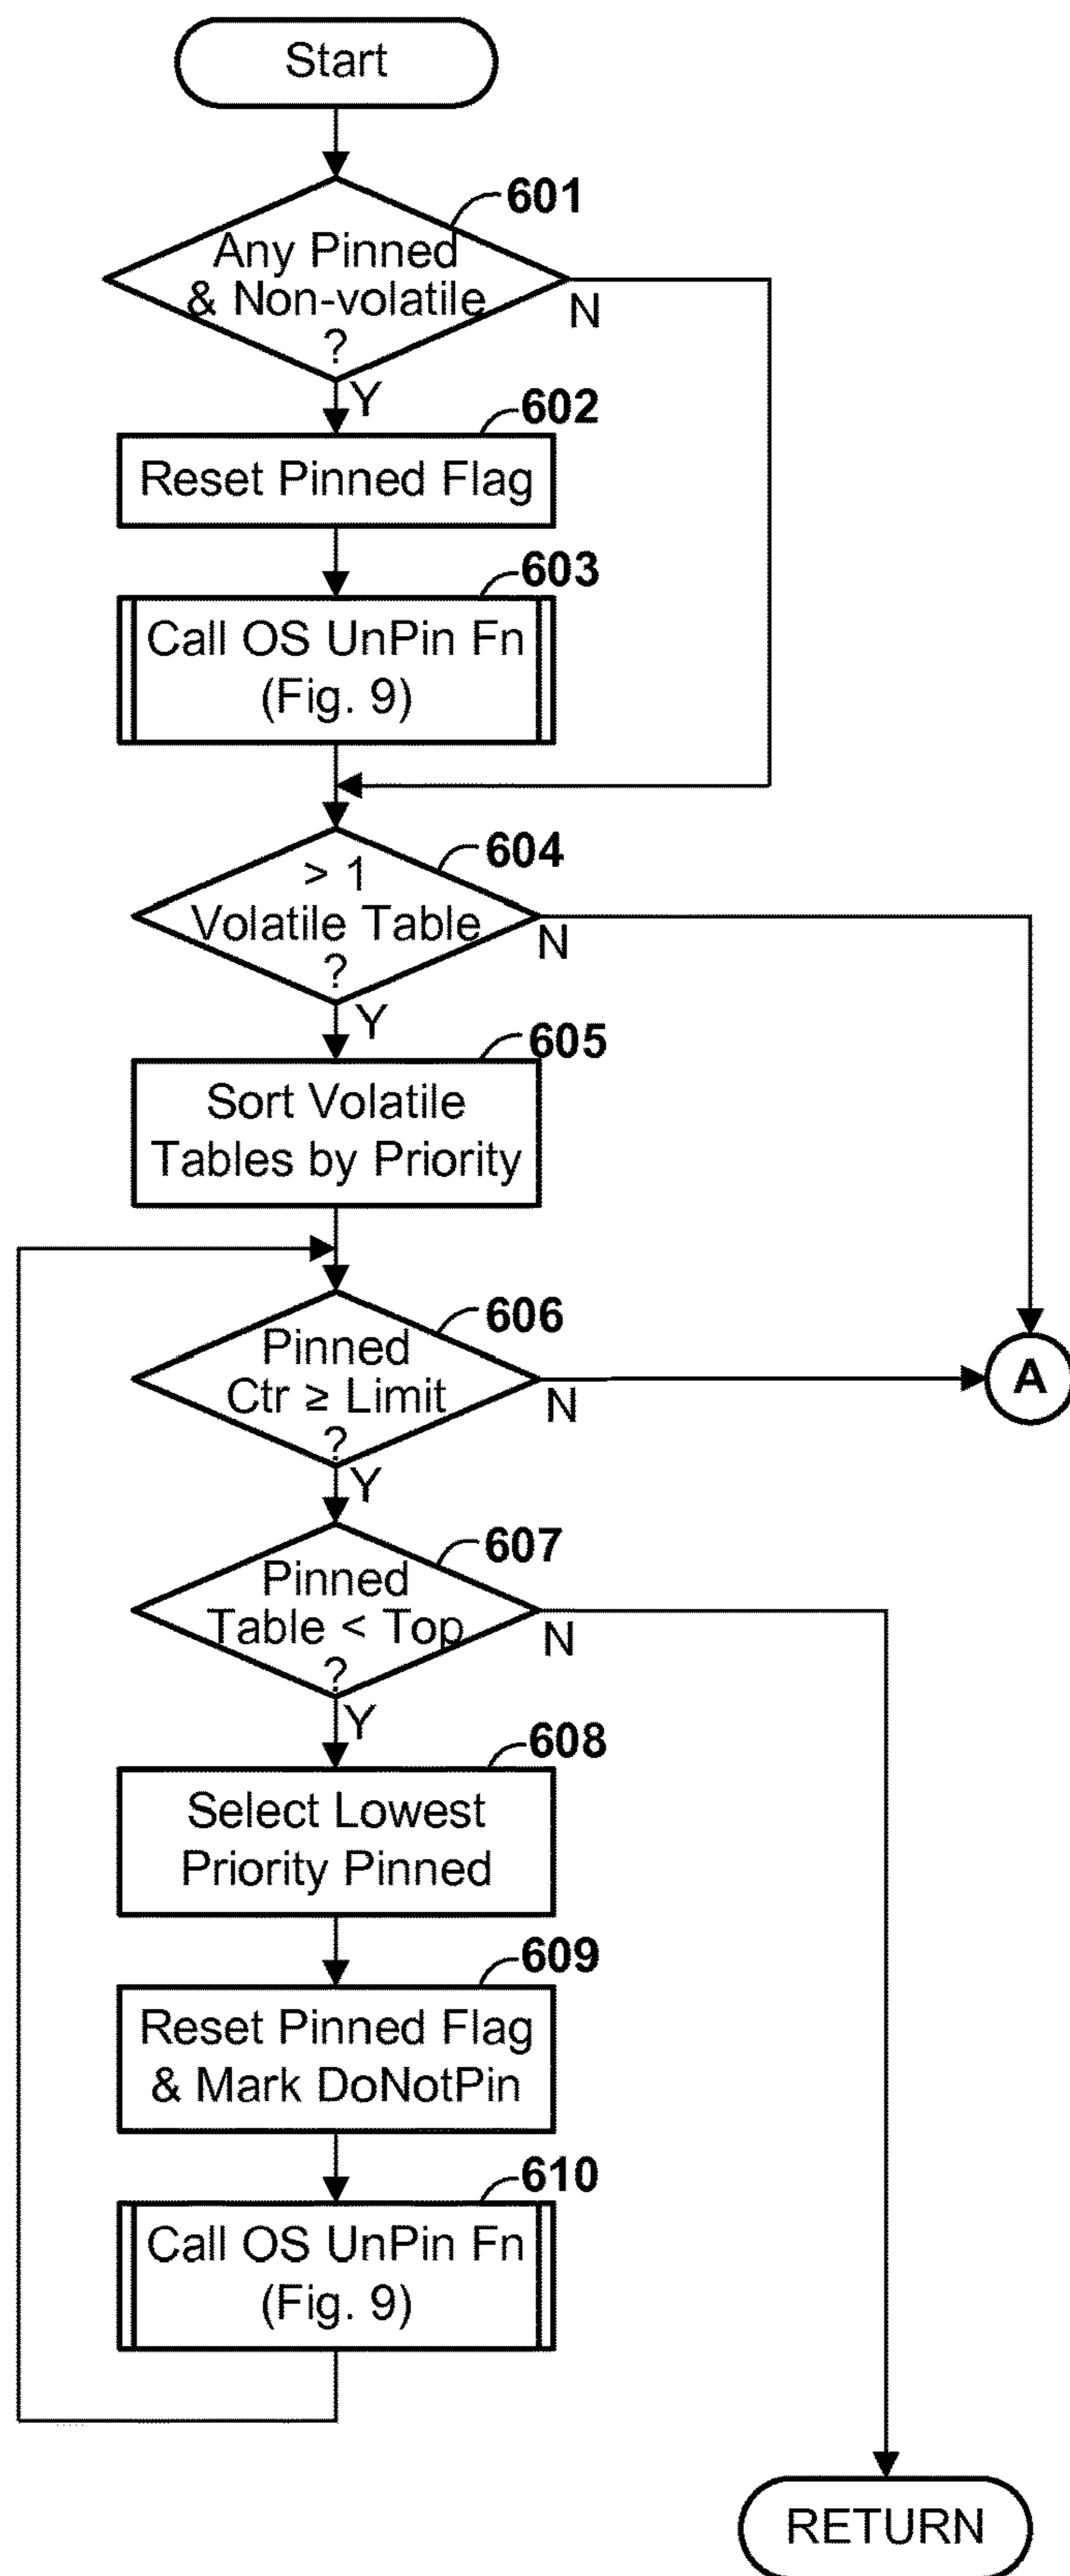 Start
601
Any Pinned
& Non-volatile
?
N
Y
602
Reset Pinned Flag
603
Call OS UnPin Fn
(Fig. 9)
604
> 1
Volatile Table
?
N
Y
605
Sort Volatile
Tables by Priority
606
Pinned
Ctr ≥ Limit
?
N
A
Y
607
Pinned
Table < Top
?
N
Y
608
Select Lowest
Priority Pinned
609
Reset Pinned Flag
& Mark DoNotPin
610
Call OS UnPin Fn
(Fig. 9)
RETURN